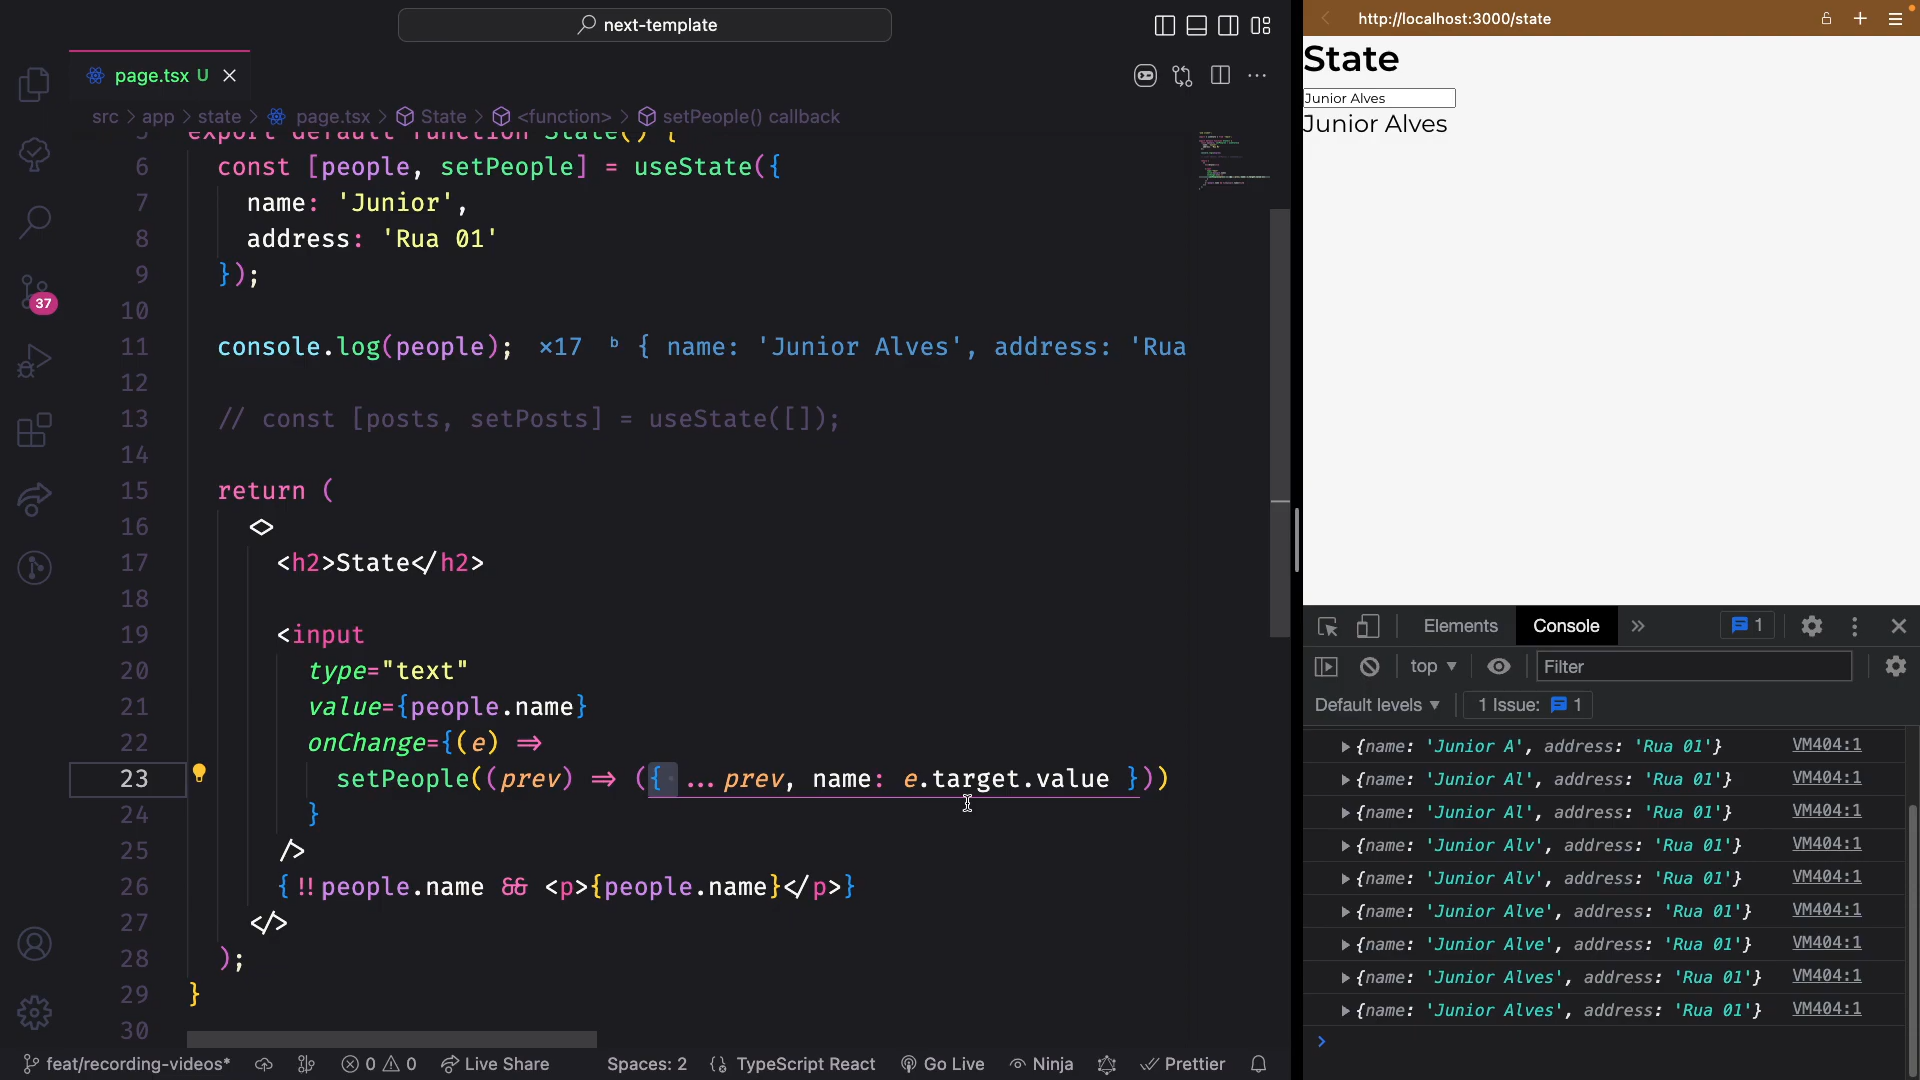 next-template
http://localhost:3000/state
page.tsx U
src > app > state > page.tsx > State > <function> > setPeople() callback
5 export default function State() {
6 const [people, setPeople] = useState({
7 name: 'Junior',
8 address: 'Rua 01'
9 });
10
11 console.log(people); ×17 { name: 'Junior Alves', address: 'Rua
12
13 // const [posts, setPosts] = useState([]);
14
15 return (
16 <>
17 <h2>State</h2>
18
19 <input
20 type="text"
21 value={people.name}
22 onChange={(e) =>
23 setPeople((prev) => ({ ...prev, name: e.target.value }))
24 }
25 />
26 {!!people.name && <p>{people.name}</p>}
27 </>
28 );
29 }
30
37
feat/recording-videos* 0 0 Live Share Spaces: 2 {} TypeScript React Go Live Ninja Prettier
State
Junior Alves
Junior Alves
Elements Console » 1
top ▼ Filter
Default levels ▼ 1 Issue: 1
▶{name: 'Junior A', address: 'Rua 01'} VM404:1
▶{name: 'Junior Al', address: 'Rua 01'} VM404:1
▶{name: 'Junior Al', address: 'Rua 01'} VM404:1
▶{name: 'Junior Alv', address: 'Rua 01'} VM404:1
▶{name: 'Junior Alv', address: 'Rua 01'} VM404:1
▶{name: 'Junior Alve', address: 'Rua 01'} VM404:1
▶{name: 'Junior Alve', address: 'Rua 01'} VM404:1
▶{name: 'Junior Alves', address: 'Rua 01'} VM404:1
▶{name: 'Junior Alves', address: 'Rua 01'} VM404:1